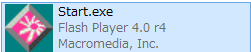 Start.exe
Flash Player 4.0 r4
Macromedia, Inc.